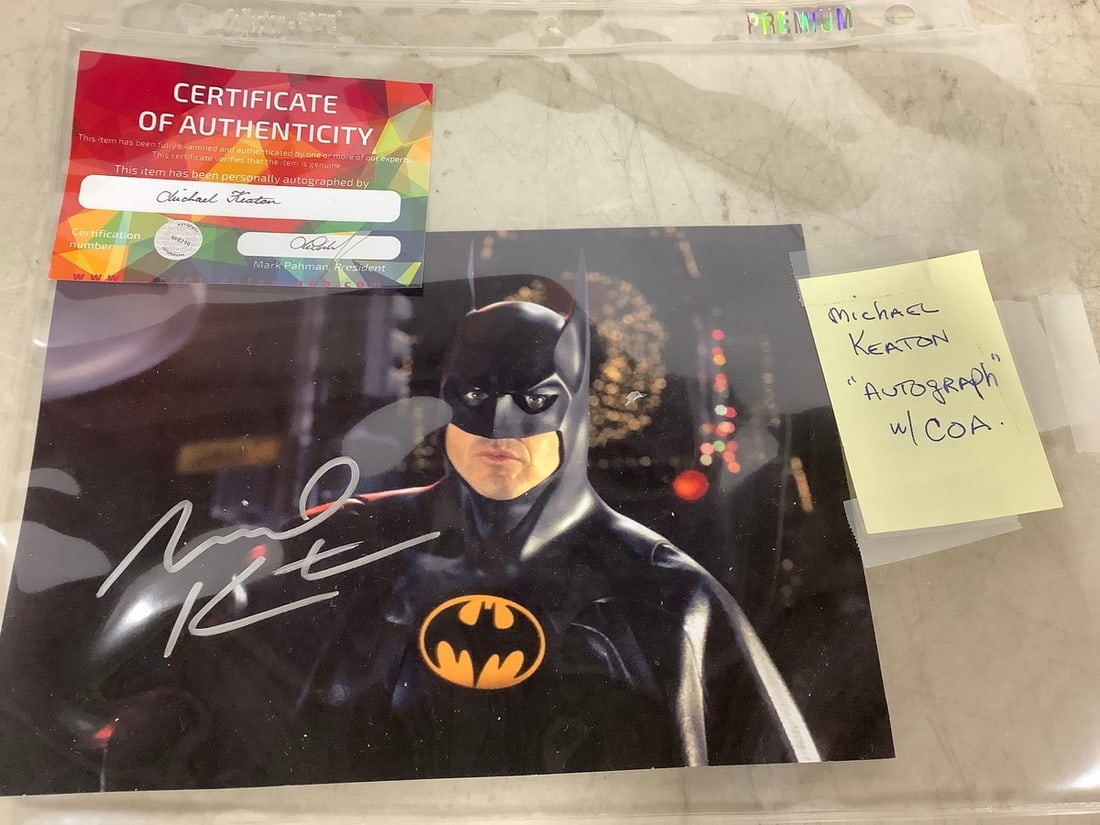 PREMIUM
CERTIFICATE
OF AUTHENTICITY
This item has been fully examined and authenticated by one or more of our experts.
This certificate verifies that the item is genuine
This item has been personally autographed by
Michael Keaton
Certification
number:
Mark Pahman, President
Michael
Keaton
"Autograph"
w/ COA.